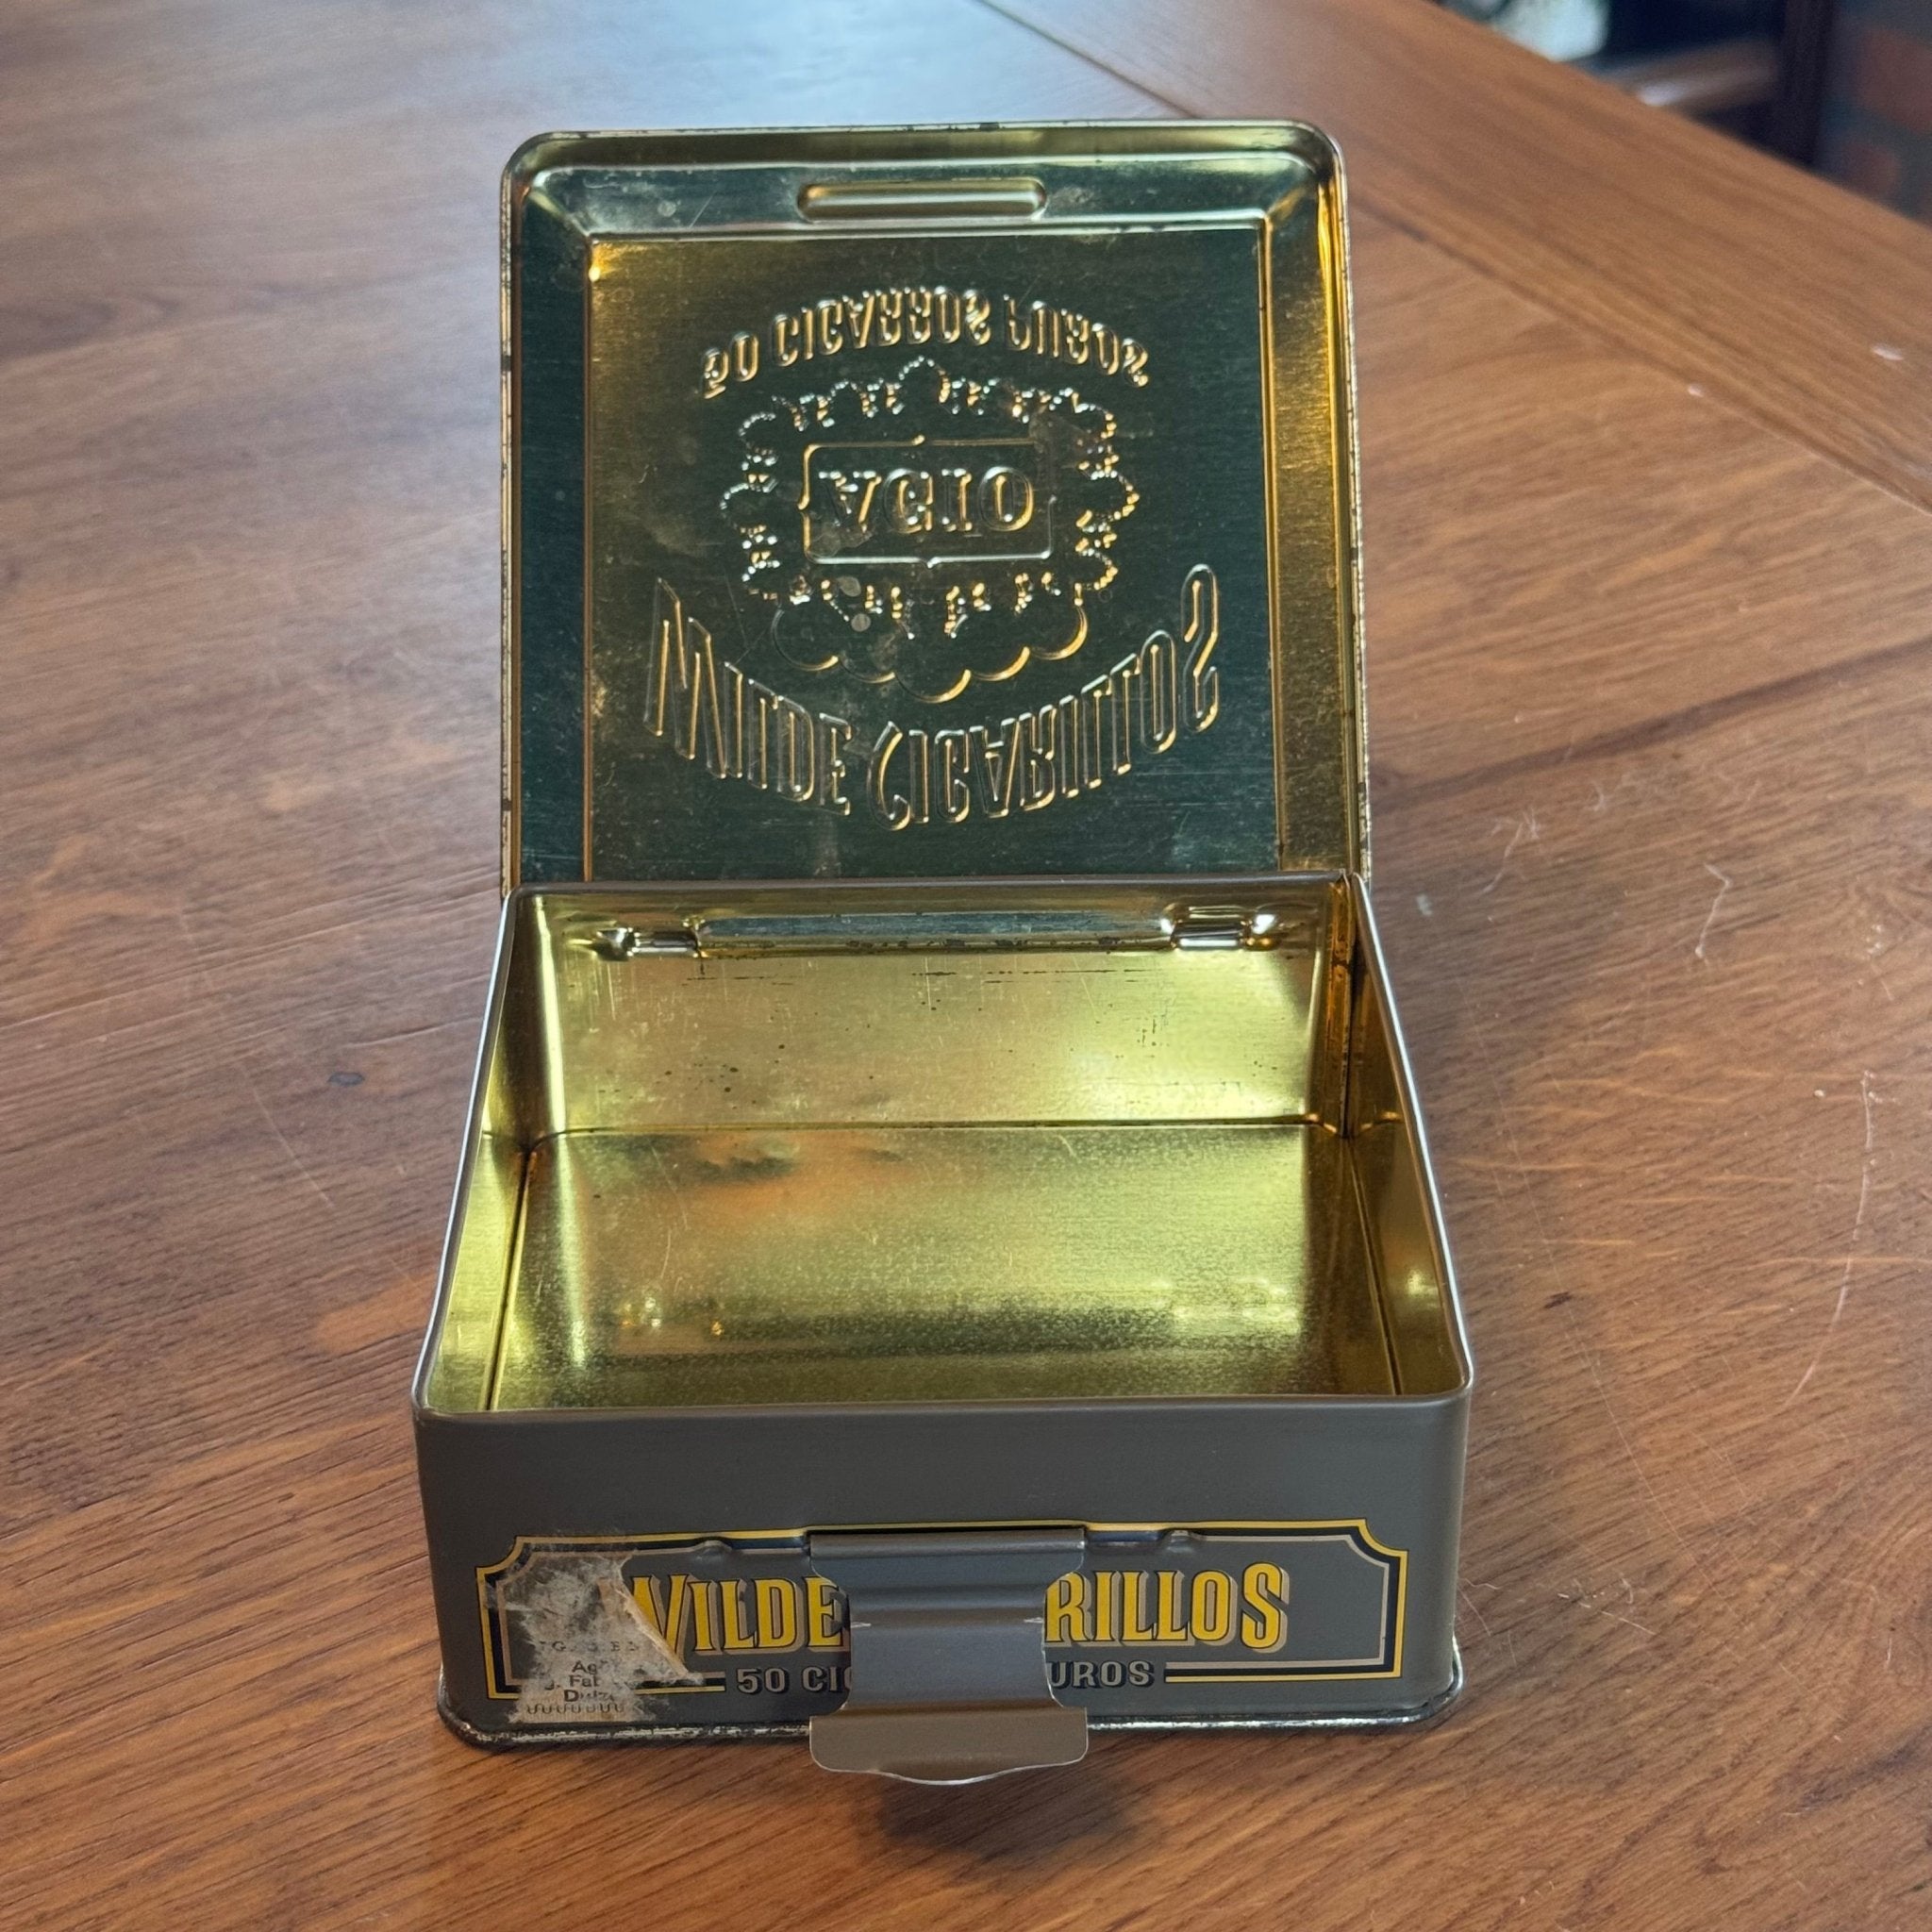 50 CIGARROS PUROS
AGIO
WILDE CIGARILLOS
WILDE RILLOS
50 CIG UROS